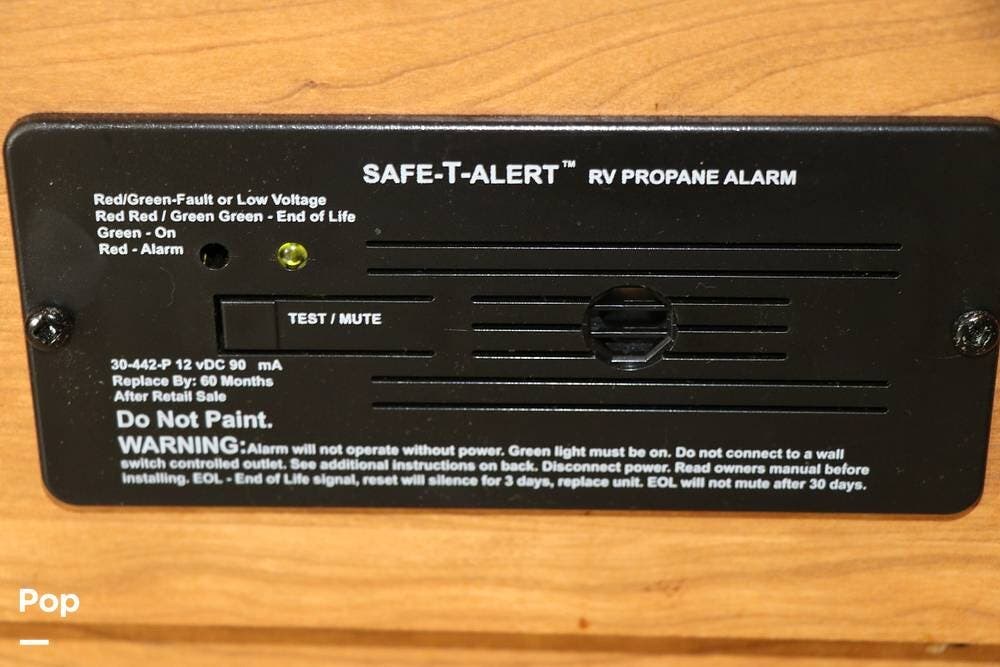 SAFE-T-ALERT™ RV PROPANE ALARM
Red/Green-Fault or Low Voltage
Red Red / Green Green - End of Life
Green - On
Red - Alarm
TEST / MUTE
30-442-P 12 vDC 90 mA
Replace By: 60 Months
After Retail Sale
Do Not Paint.
WARNING:Alarm will not operate without power. Green light must be on. Do not connect to a wall
switch controlled outlet. See additional instructions on back. Disconnect power. Read owners manual before
installing. EOL - End of Life signal, reset will silence for 3 days, replace unit. EOL will not mute after 30 days.
Pop